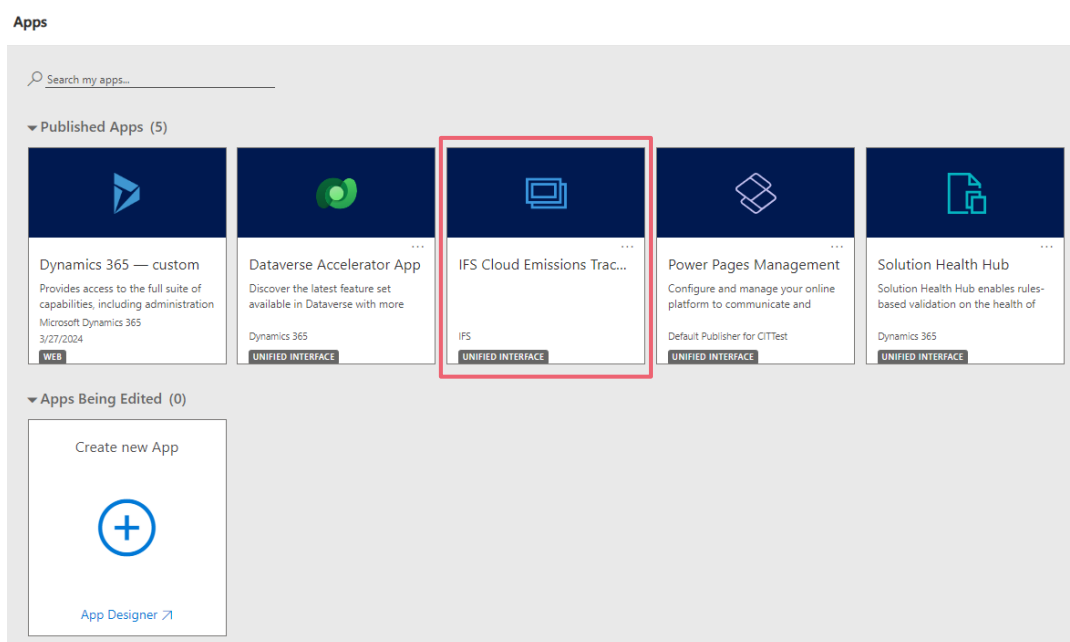 Apps
Search my apps...
Published Apps (5)
Dynamics 365 — custom
Provides access to the full suite of
capabilities, including administration
Microsoft Dynamics 365
3/27/2024
WEB
...
Dataverse Accelerator App
Discover the latest feature set
available in Dataverse with more
Dynamics 365
UNIFIED INTERFACE
...
IFS Cloud Emissions Trac...
IFS
UNIFIED INTERFACE
...
Power Pages Management
Configure and manage your online
platform to communicate and
Default Publisher for CITTest
UNIFIED INTERFACE
...
Solution Health Hub
Solution Health Hub enables rules-
based validation on the health of
Dynamics 365
UNIFIED INTERFACE
Apps Being Edited (0)
Create new App
App Designer